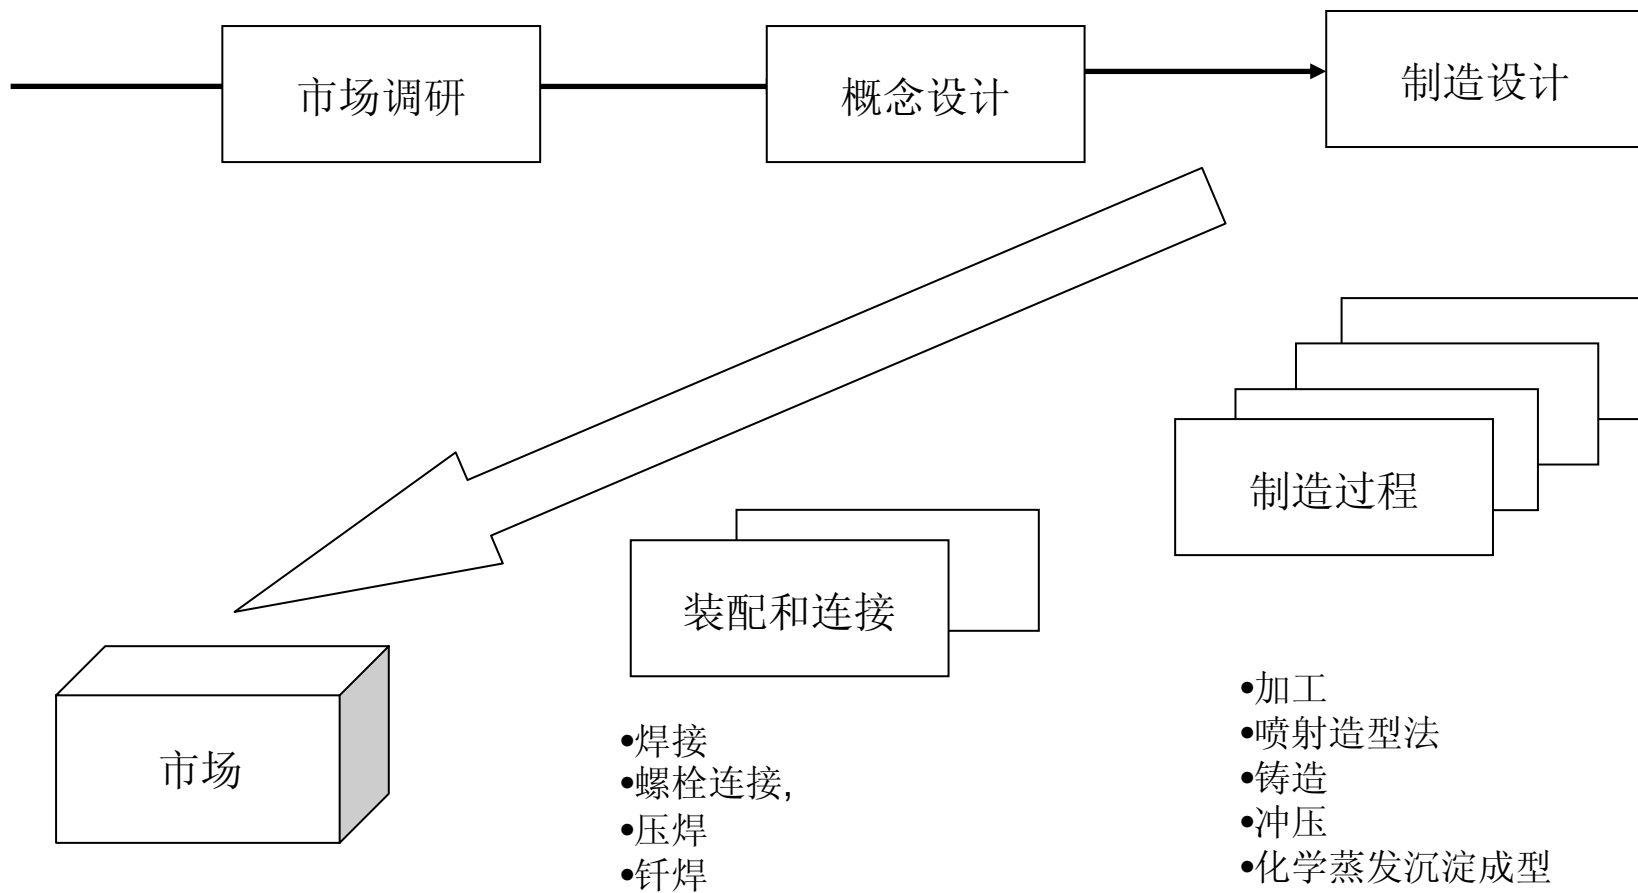 市场调研
概念设计
制造设计
制造过程
装配和连接
市场
•焊接
•螺栓连接,
•压焊
•钎焊
•加工
•喷射造型法
•铸造
•冲压
•化学蒸发沉淀成型